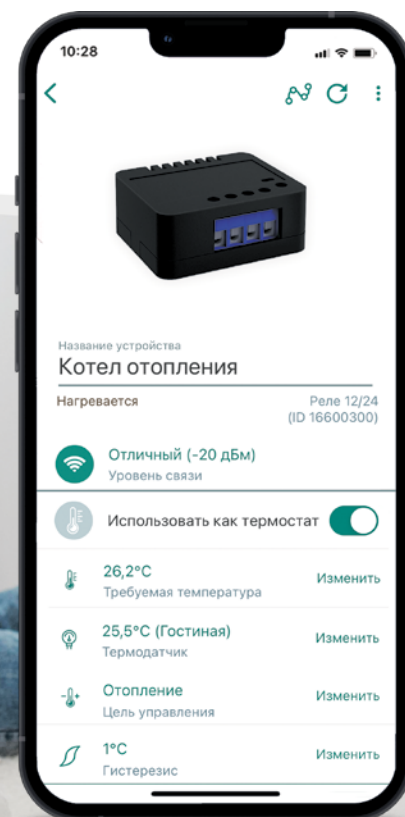 10:28
Название устройства
Котел отопления
Нагревается
Реле 12/24
(ID 16600300)
Отличный (-20 дБм)
Уровень связи
Использовать как термостат
26,2°C
Требуемая температура
Изменить
25,5°C (Гостиная)
Термодатчик
Изменить
Отопление
Цель управления
Изменить
1°C
Гистерезис
Изменить